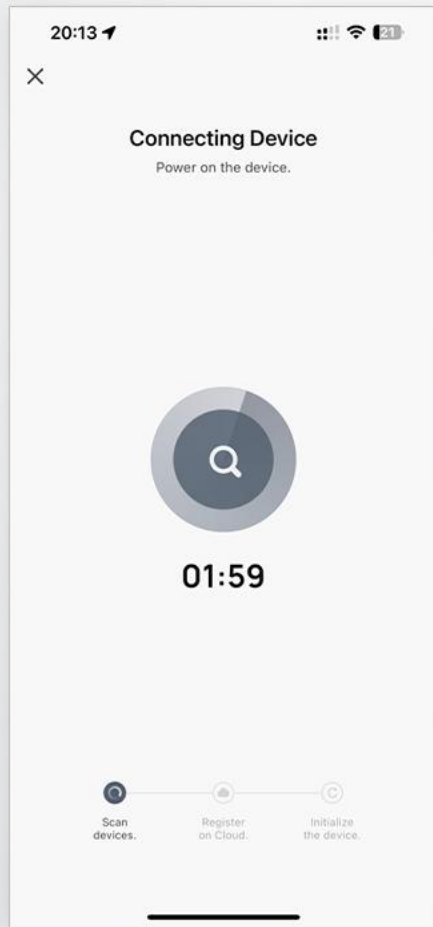 20:13
21
Connecting Device
Power on the device.
01:59
Scan
devices.
Register
on Cloud.
Initialize
the device.